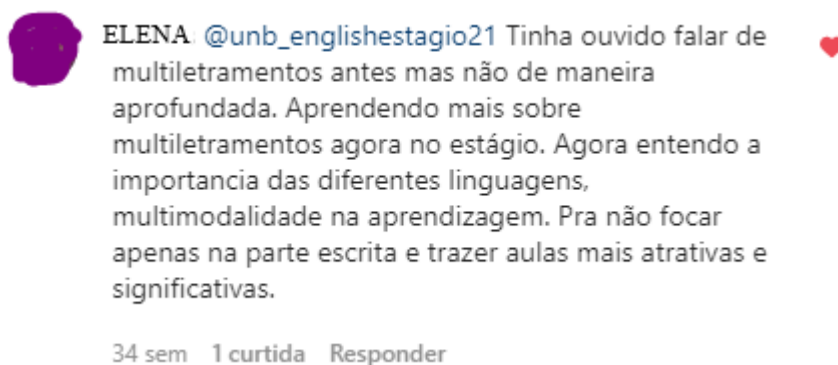 ELENA @unb_englishestagio21 Tinha ouvido falar de
multiletramentos antes mas não de maneira
aprofundada. Aprendendo mais sobre
multiletramentos agora no estágio. Agora entendo a
importancia das diferentes linguagens,
multimodalidade na aprendizagem. Pra não focar
apenas na parte escrita e trazer aulas mais atrativas e
significativas.
34 sem 1 curtida Responder